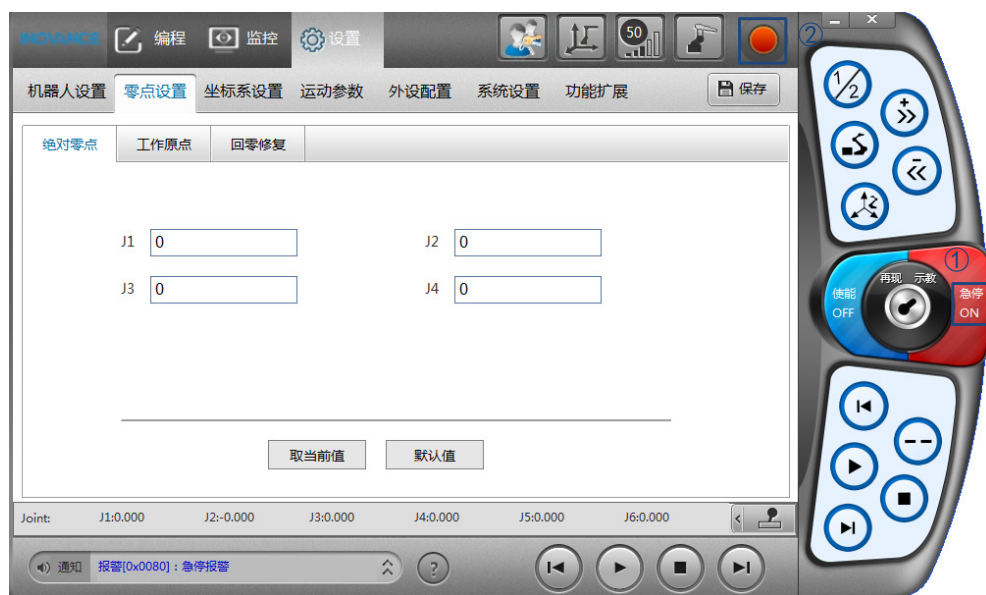 INOVANCE 编程 监控 设置 50 ②
机器人设置 零点设置 坐标系设置 运动参数 外设配置 系统设置 功能扩展 保存
绝对零点 工作原点 回零修复
J1 0 J2 0
J3 0 J4 0
取当前值 默认值
Joint: J1:0.000 J2:-0.000 J3:0.000 J4:0.000 J5:0.000 J6:0.000
通知 报警[0x0080]：急停报警 ?
1/2
+
-
Z
①
再现 示教
使能 急停
OFF ON